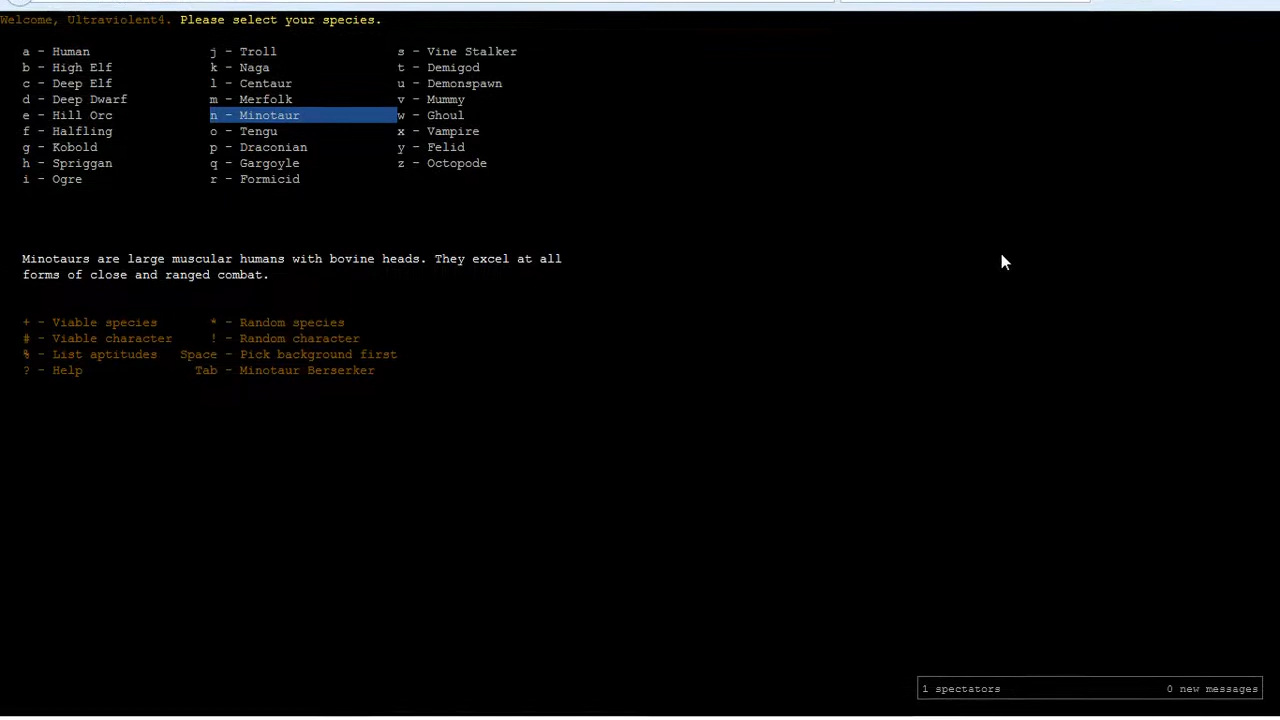 Welcome, Ultraviolent4. Please select your species.
a - Human j - Troll s - Vine Stalker
b - High Elf k - Naga t - Demigod
c - Deep Elf l - Centaur u - Demonspawn
d - Deep Dwarf m - Merfolk v - Mummy
e - Hill Orc n - Minotaur w - Ghoul
f - Halfling o - Tengu x - Vampire
g - Kobold p - Draconian y - Felid
h - Spriggan q - Gargoyle z - Octopode
i - Ogre r - Formicid
Minotaurs are large muscular humans with bovine heads. They excel at all
forms of close and ranged combat.
+ - Viable species * - Random species
# - Viable character ! - Random character
% - List aptitudes Space - Pick background first
? - Help Tab - Minotaur Berserker
1 spectators 0 new messages